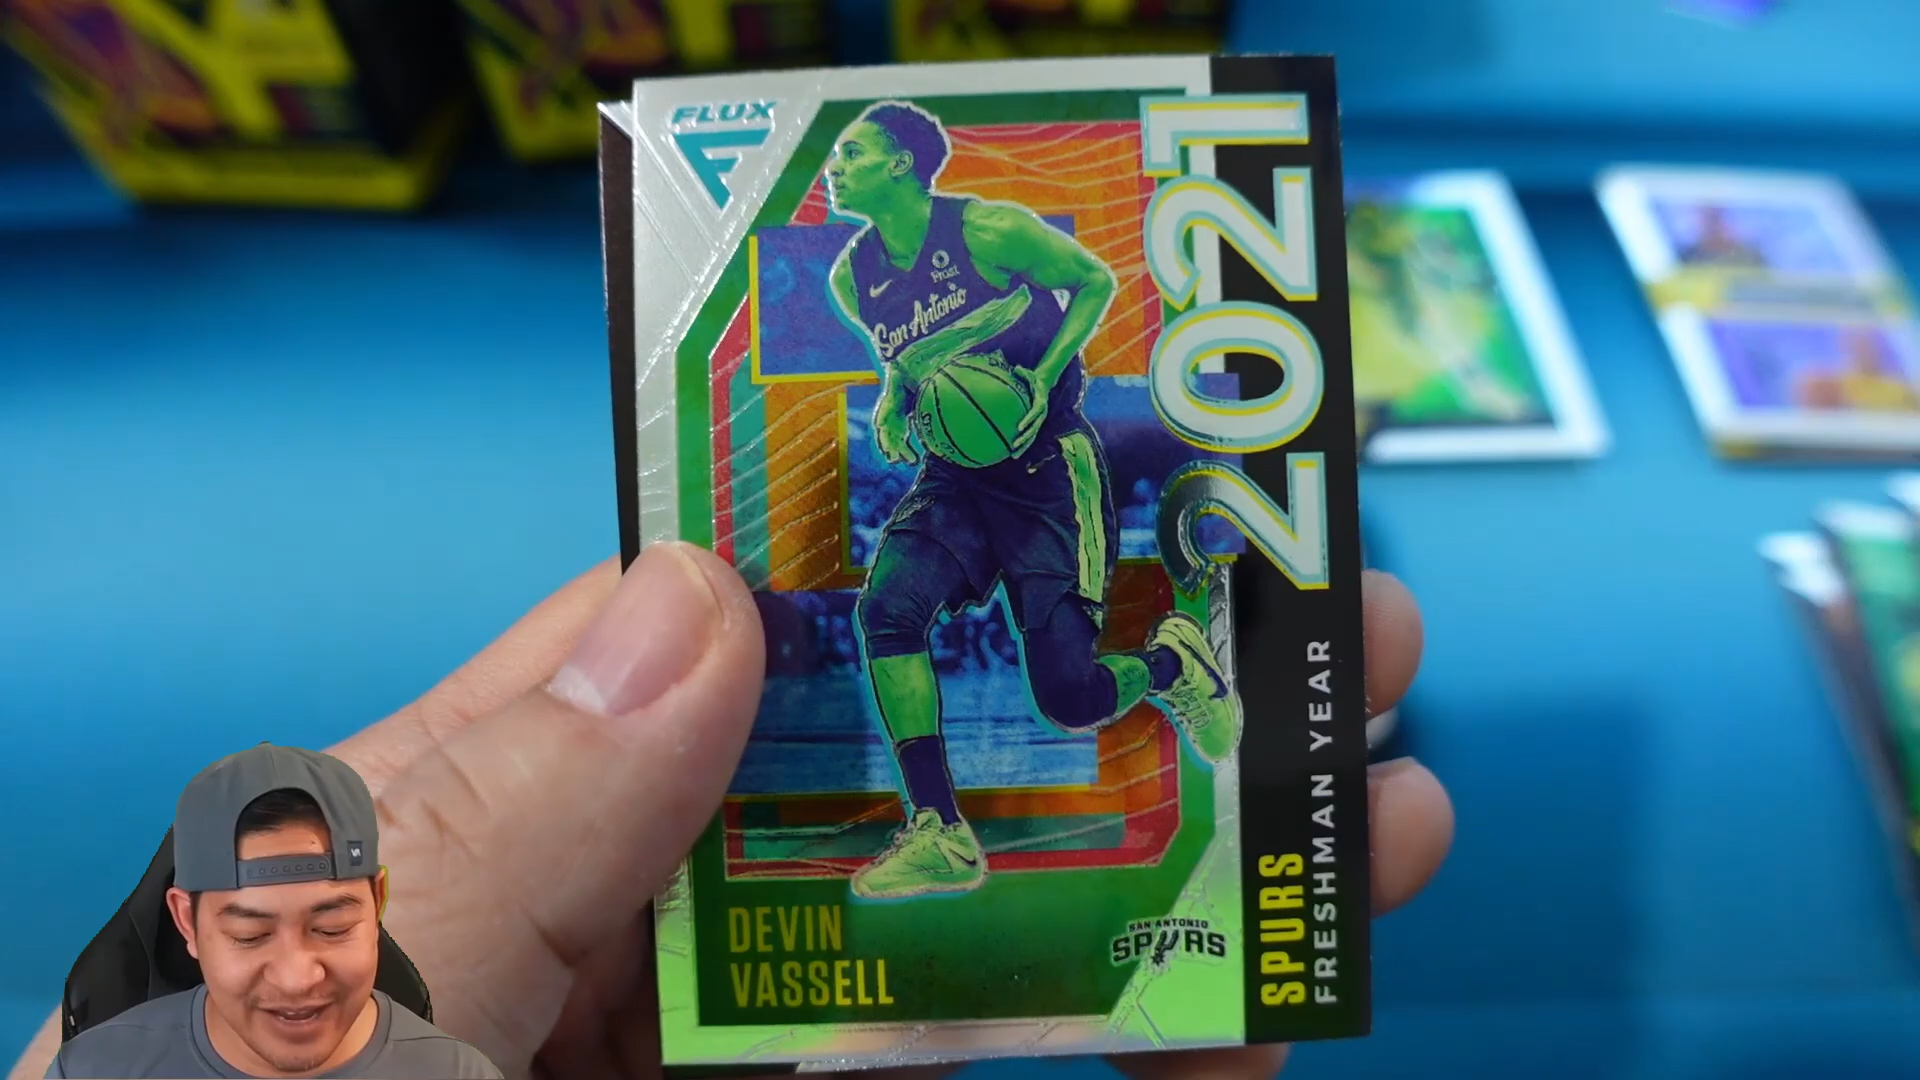 FLUX
2021
Frost
San Antonio
DEVIN
VASSELL
SAN ANTONIO
SPURS
SPURS
FRESHMAN YEAR